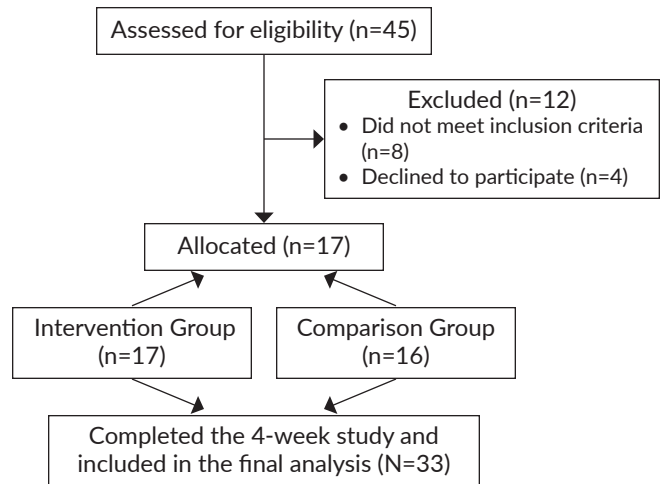 Assessed for eligibility (n=45)
Excluded (n=12)
• Did not meet inclusion criteria
(n=8)
• Declined to participate (n=4)
Allocated (n=17)
Intervention Group
(n=17)
Comparison Group
(n=16)
Completed the 4-week study and
included in the final analysis (N=33)